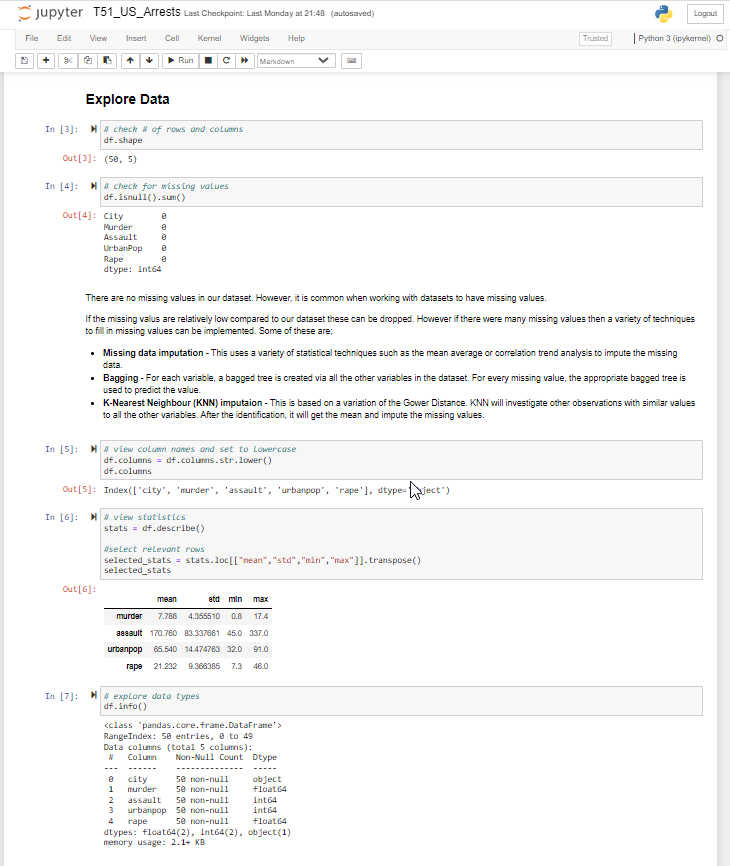 jupyter T51_US_Arrests Last Checkpoint: Last Monday at 21:48 (autosaved)
Logout
File Edit View Insert Cell Kernel Widgets Help
Trusted Python 3 (ipykernel)
Run Markdown
Explore Data
In [3]: # check # of rows and columns
df.shape
Out[3]: (50, 5)
In [4]: # check for missing values
df.isnull().sum()
Out[4]: City 0
Murder 0
Assault 0
UrbanPop 0
Rape 0
dtype: int64
There are no missing values in our dataset. However, it is common when working with datasets to have missing values.
If the missing valus are relatively low compared to our dataset these can be dropped. However if there were many missing values then a variety of techniques
to fill in missing values can be implemented. Some of these are;
• Missing data imputation - This uses a variety of statistical techniques such as the mean average or correlation trend analysis to impute the missing
data.
• Bagging - For each variable, a bagged tree is created via all the other variables in the dataset. For every missing value, the appropriate bagged tree is
used to predict the value.
• K-Nearest Neighbour (KNN) imputaion - This is based on a variation of the Gower Distance. KNN will investigate other observations with similar values
to all the other variables. After the identification, it will get the mean and impute the missing values.
In [5]: # view column names and set to lowercase
df.columns = df.columns.str.lower()
df.columns
Out[5]: Index(['city', 'murder', 'assault', 'urbanpop', 'rape'], dtype='object')
In [6]: # view statistics
stats = df.describe()
#select relevant rows
selected_stats = stats.loc[["mean","std","min","max"]].transpose()
selected_stats
Out[6]:
mean std min max
murder 7.788 4.355510 0.8 17.4
assault 170.760 83.337661 45.0 337.0
urbanpop 65.540 14.474763 32.0 91.0
rape 21.232 9.366385 7.3 46.0
In [7]: # explore data types
df.info()
<class 'pandas.core.frame.DataFrame'>
RangeIndex: 50 entries, 0 to 49
Data columns (total 5 columns):
# Column Non-Null Count Dtype
--- ------ -------------- -----
0 city 50 non-null object
1 murder 50 non-null float64
2 assault 50 non-null int64
3 urbanpop 50 non-null int64
4 rape 50 non-null float64
dtypes: float64(2), int64(2), object(1)
memory usage: 2.1+ KB